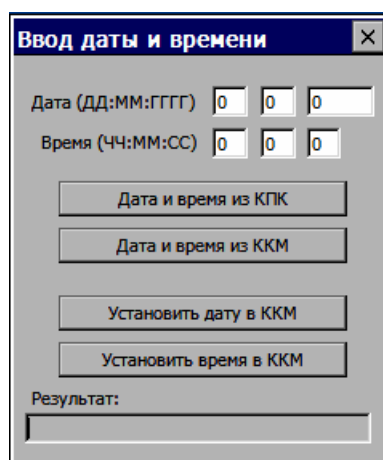 Ввод даты и времени
Дата (ДД:ММ:ГГГГ) 0 0 0
Время (ЧЧ:ММ:СС) 0 0 0
Дата и время из КПК
Дата и время из ККМ
Установить дату в ККМ
Установить время в ККМ
Результат: